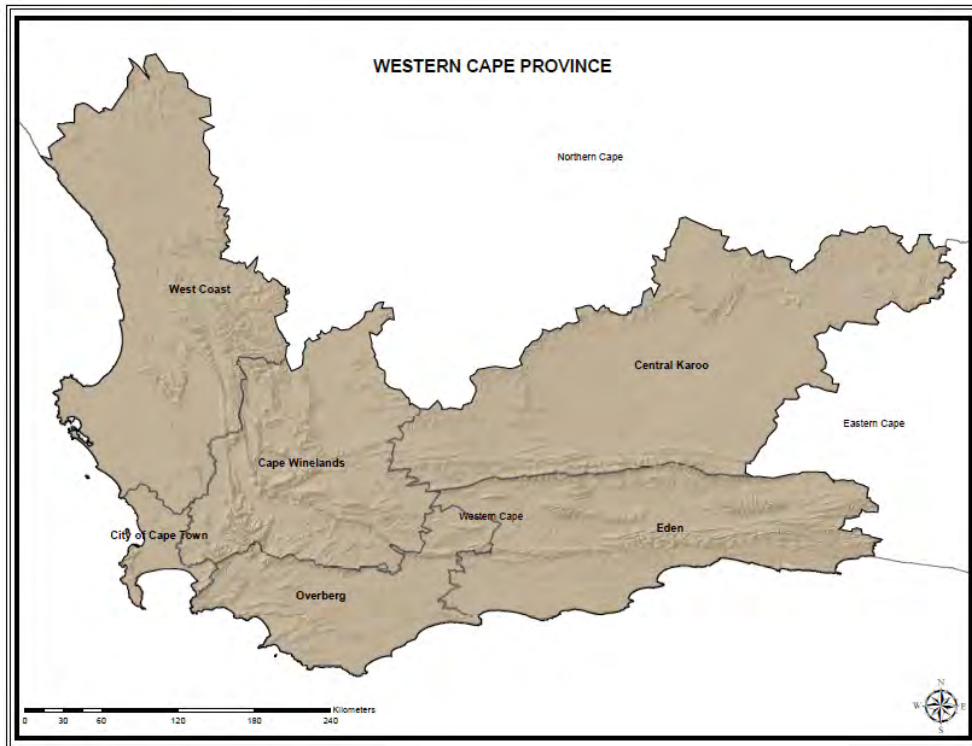 WESTERN CAPE PROVINCE
Northern Cape
West Coast
Central Karoo
Eastern Cape
Cape Winelands
Western Cape
Eden
City of Cape Town
Overberg
Kilometers
0 30 60 120 180 240
N
W E
S